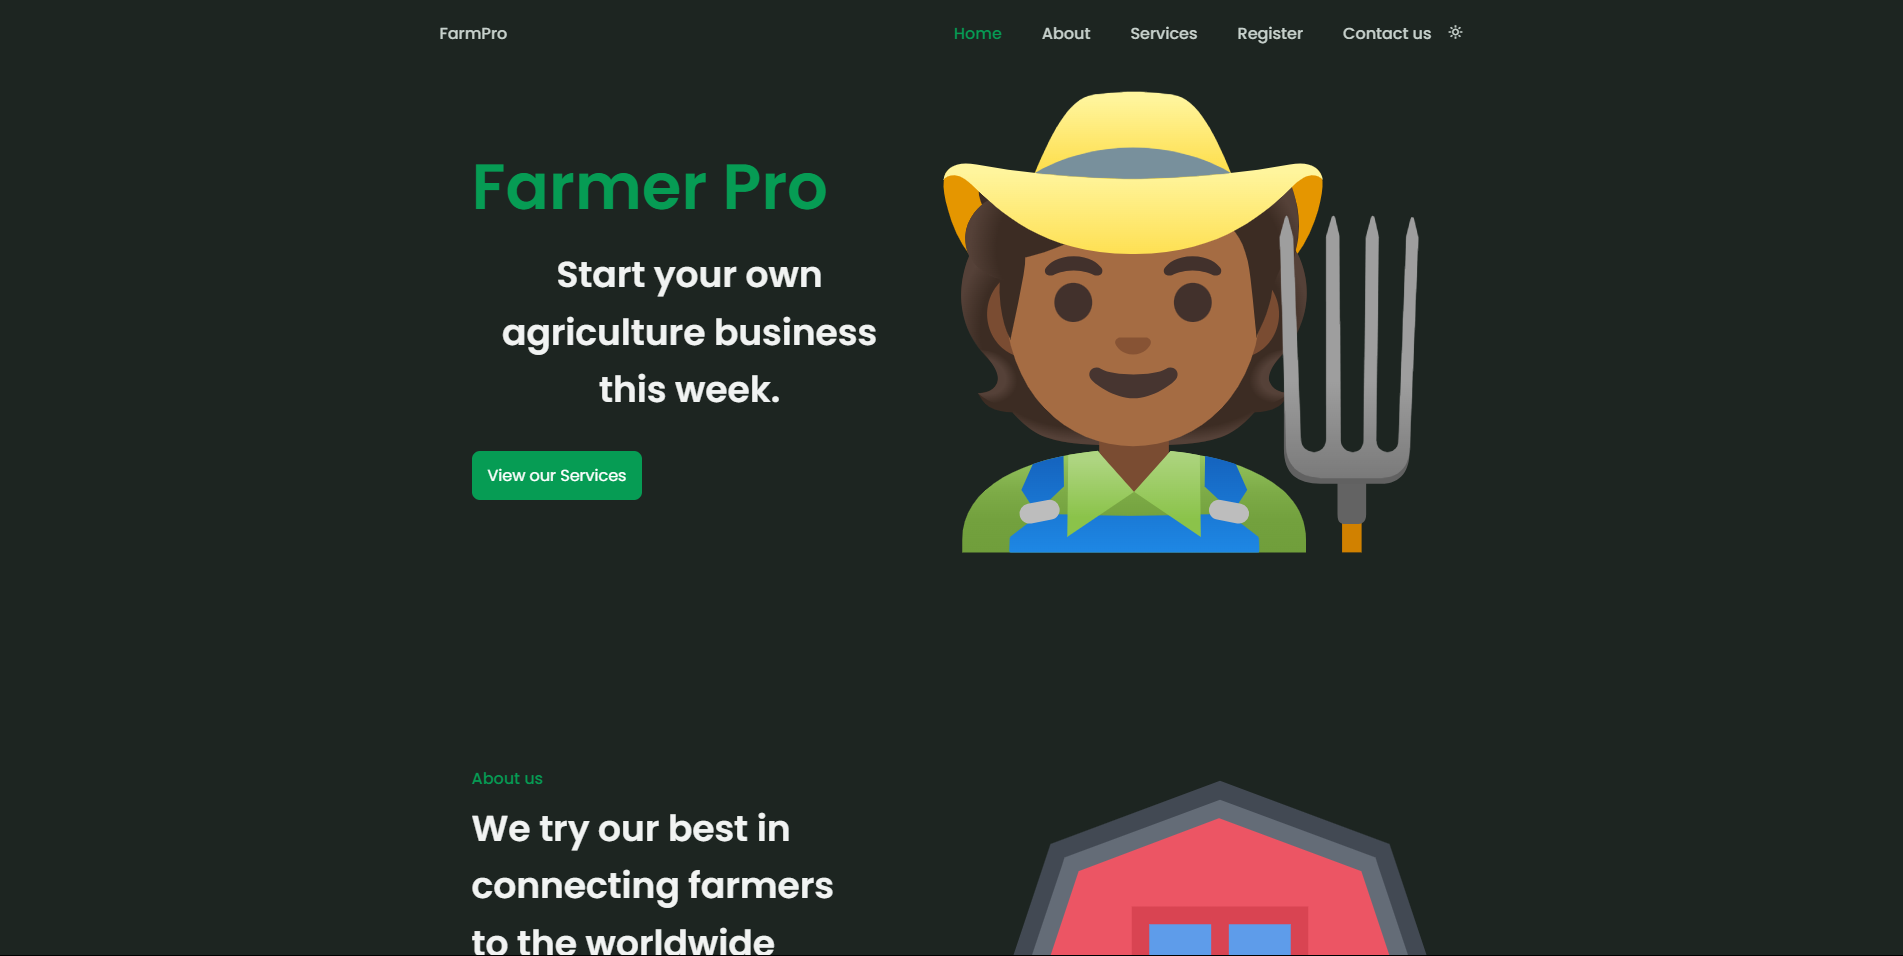 FarmPro
Home
About
Services
Register
Contact us
Farmer Pro
Start your own
agriculture business
this week.
View our Services
About us
We try our best in
connecting farmers
to the worldwide